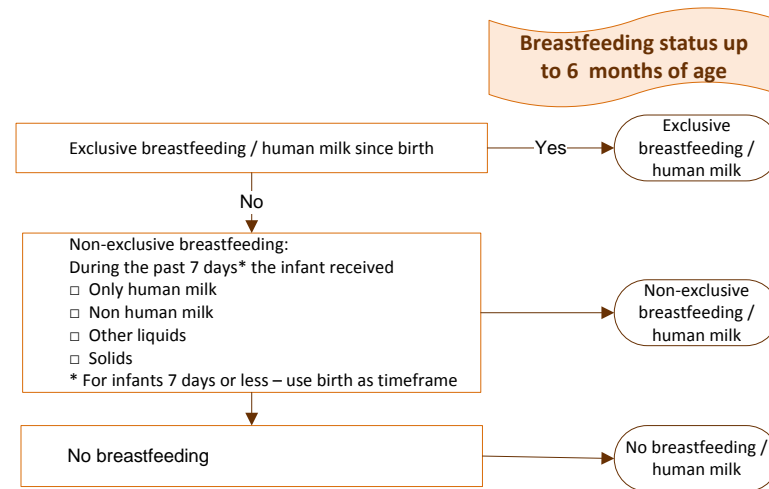 Breastfeeding status up
to 6 months of age
Exclusive breastfeeding / human milk since birth
Yes
Exclusive
breastfeeding /
human milk
No
Non-exclusive breastfeeding:
During the past 7 days* the infant received
□ Only human milk
□ Non human milk
□ Other liquids
□ Solids
* For infants 7 days or less – use birth as timeframe
Non-exclusive
breastfeeding /
human milk
No breastfeeding
No breastfeeding /
human milk